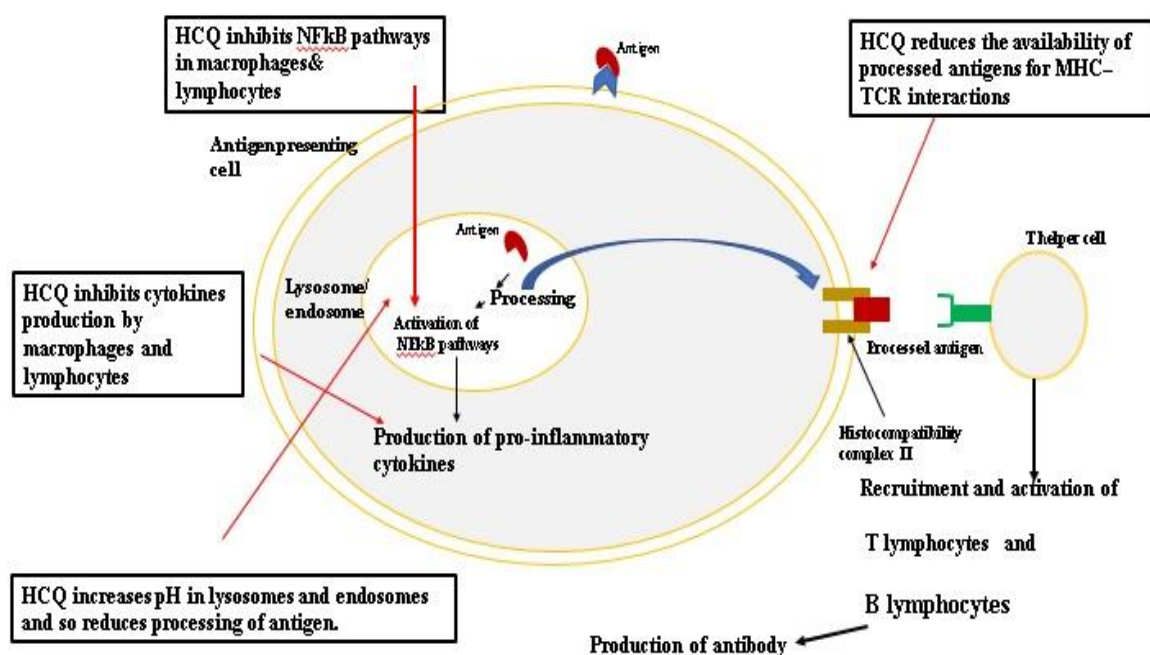 HCQ inhibits NFkB pathways
in macrophages&
lymphocytes
Antigen
HCQ reduces the availability of
processed antigens for MHC–
TCR interactions
Antigen presenting
cell
Antigen
T helper cell
Lysosome/
endosome
Processing
Activation of
NFkB pathways
HCQ inhibits cytokines
production by
macrophages and
lymphocytes
Processed antigen
Production of pro-inflammatory
cytokines
Histocompatibility
complex II
Recruitment and activation of
T lymphocytes and
B lymphocytes
HCQ increases pH in lysosomes and endosomes
and so reduces processing of antigen.
Production of antibody